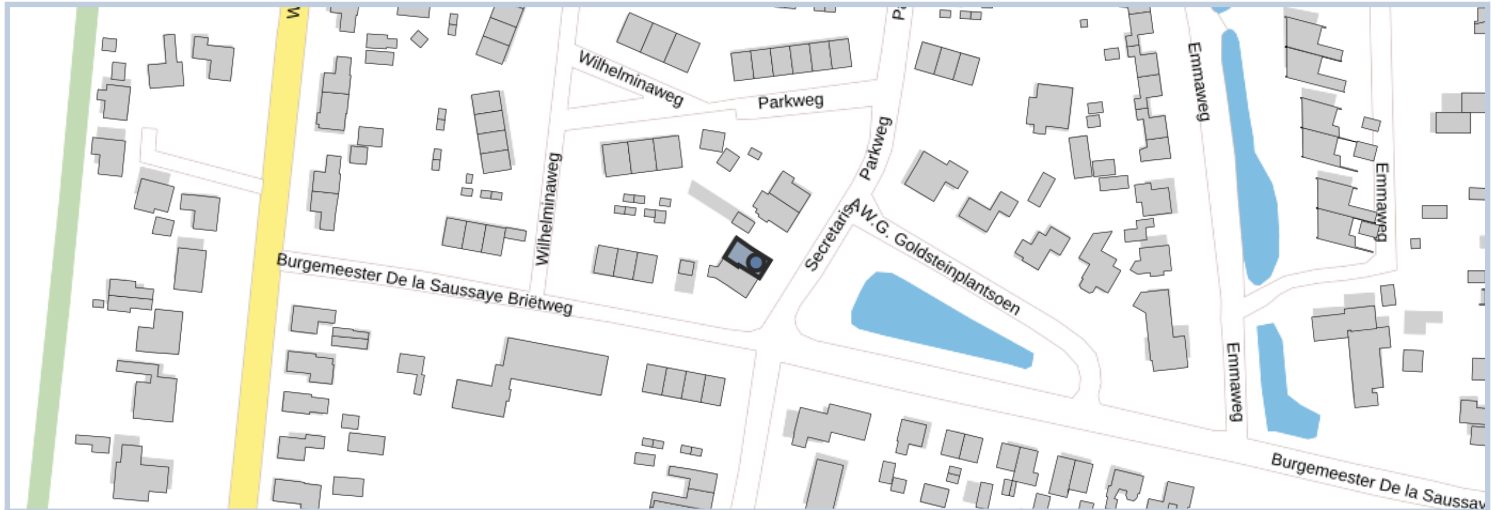 Wilhelminaweg
Parkweg
Emmaweg
Parkweg
Wilhelminaweg
Emmaweg
Secretaris
A.W.G. Goldsteinplantsoen
Burgemeester De la Saussaye Briëtweg
Emmaweg
Burgemeester De la Saussay